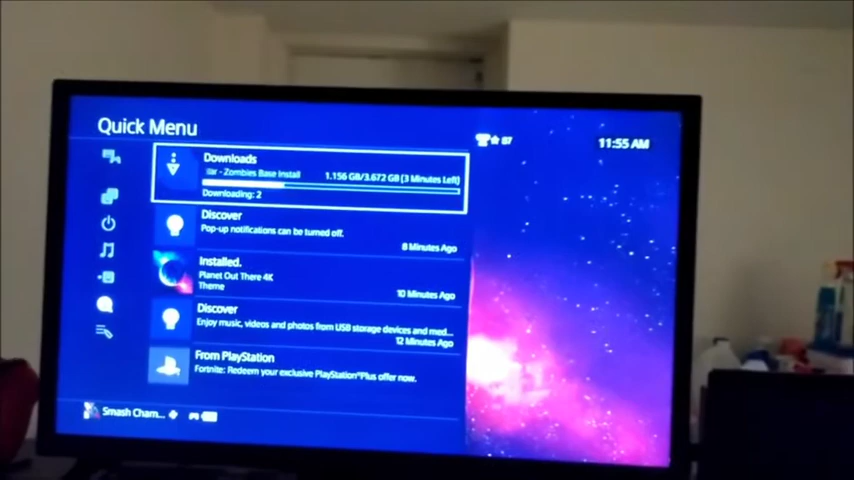 Quick Menu
87
11:55 AM
Downloads
- Zombies Base Install
1.156 GB/3.672 GB (3 Minutes Left)
Downloading: 2
Discover
Pop-up notifications can be turned off.
8 Minutes Ago
Installed.
Planet Out There 4K
Theme
10 Minutes Ago
Discover
Enjoy music, videos and photos from USB storage devices and med...
12 Minutes Ago
From PlayStation
Fortnite: Redeem your exclusive PlayStation®Plus offer now.
Smash Cham...